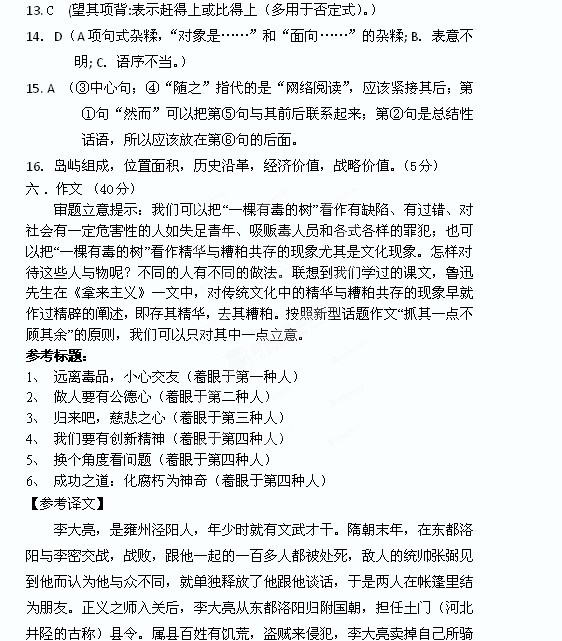 13. C (望其项背:表示赶得上或比得上（多用于否定式）。)
14. D（A 项句式杂糅，“对象是……”和“面向……”的杂糅; B. 表意不
明; C. 语序不当。）
15. A （③中心句；④“随之”指代的是“网络阅读”，应该紧接其后；第
①句“然而”可以把第⑤句与其前后联系起来；第②句是总结性
话语，所以应该放在第⑥句的后面。
16. 岛屿组成，位置面积，历史沿革，经济价值，战略价值。（5 分）
六 ．作文 （40 分）
审题立意提示：我们可以把“一棵有毒的树”看作有缺陷、有过错、对
社会有一定危害性的人如失足青年、吸贩毒人员和各式各样的罪犯；也可
以把“一棵有毒的树”看作精华与糟粕共存的现象尤其是文化现象。怎样对
待这些人与物呢？不同的人有不同的做法。联想到我们学过的课文，鲁迅
先生在《拿来主义》一文中，对传统文化中的精华与糟粕共存的现象早就
作过精辟的阐述，即存其精华，去其糟粕。按照新型话题作文“抓其一点不
顾其余”的原则，我们可以只对其中一点立意。
参考标题：
1、 远离毒品，小心交友（着眼于第一种人）
2、 做人要有公德心（着眼于第二种人）
3、 归来吧，慈悲之心（着眼于第三种人）
4、 我们要有创新精神（着眼于第四种人）
5、 换个角度看问题（着眼于第四种人）
6、 成功之道：化腐朽为神奇（着眼于第四种人）
【参考译文】
李大亮，是雍州泾阳人，年少时就有文武才干。隋朝末年，在东都洛
阳与李密交战，战败，跟他一起的一百多人都被处死，敌人的统帅张弼见
到他而认为他与众不同，就单独释放了他跟他谈话，于是两人在帐篷里结
为朋友。正义之师入关后，李大亮从东都洛阳归附国朝，担任土门（河北
井陉的古称）县令。属县百姓有饥荒，盗贼来侵犯，李大亮卖掉自己所骑